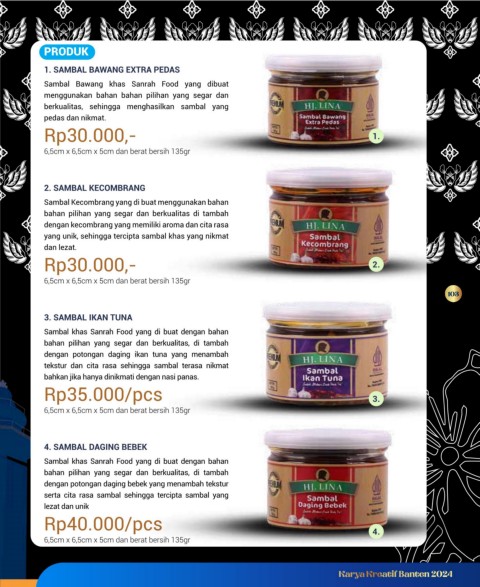 PRODUK
1. SAMBAL BAWANG EXTRA PEDAS
Sambal Bawang khas Sanrah Food yang dibuat
menggunakan bahan bahan pilihan yang segar dan
berkualitas, sehingga menghasilkan sambal yang
pedas dan nikmat.
Rp30.000,-
6,5cm x 6,5cm x 5cm dan berat bersih 135gr
HJ. LINA
Sambal Bawang
Extra Pedas
1.
2. SAMBAL KECOMBRANG
Sambal Kecombrang yang di buat menggunakan bahan
bahan pilihan yang segar dan berkualitas di tambah
dengan kecombrang yang memiliki aroma dan cita rasa
yang unik, sehingga tercipta sambal khas yang nikmat
dan lezat.
Rp30.000,-
6,5cm x 6,5cm x 5cm dan berat bersih 135gr
HJ. LINA
Sambal
Kecombrang
2.
108
3. SAMBAL IKAN TUNA
Sambal khas Sanrah Food yang di buat dengan bahan
bahan pilihan yang segar dan berkualitas, di tambah
dengan potongan daging ikan tuna yang menambah
tekstur dan cita rasa sehingga sambal terasa nikmat
bahkan jika hanya dinikmati dengan nasi panas.
Rp35.000/pcs
6,5cm x 6,5cm x 5cm dan berat bersih 135gr
HJ. LINA
Sambal
Ikan Tuna
3.
4. SAMBAL DAGING BEBEK
Sambal khas Sanrah Food yang di buat dengan bahan
bahan pilihan yang segar dan berkualitas, di tambah
dengan potongan daging bebek yang menambah tekstur
serta cita rasa sambal sehingga tercipta sambal yang
lezat dan unik
Rp40.000/pcs
6,5cm x 6,5cm x 5cm dan berat bersih 135gr
HJ. LINA
Sambal
Daging Bebek
4.
Karya Kreatif Banten 2024